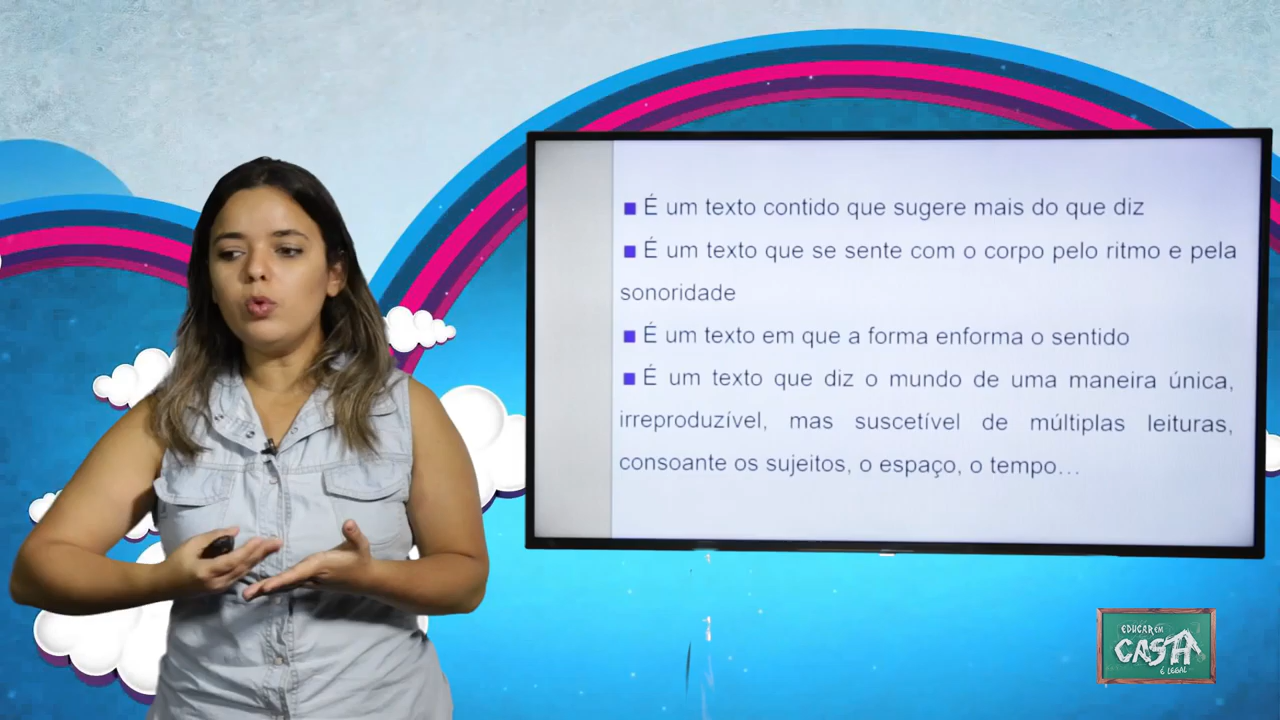 ■ É um texto contido que sugere mais do que diz
■ É um texto que se sente com o corpo pelo ritmo e pela
sonoridade
■ É um texto em que a forma enforma o sentido
■ É um texto que diz o mundo de uma maneira única,
irreproduzível, mas suscetível de múltiplas leituras,
consoante os sujeitos, o espaço, o tempo…
EDUCAR EM
CASA
É LEGAL